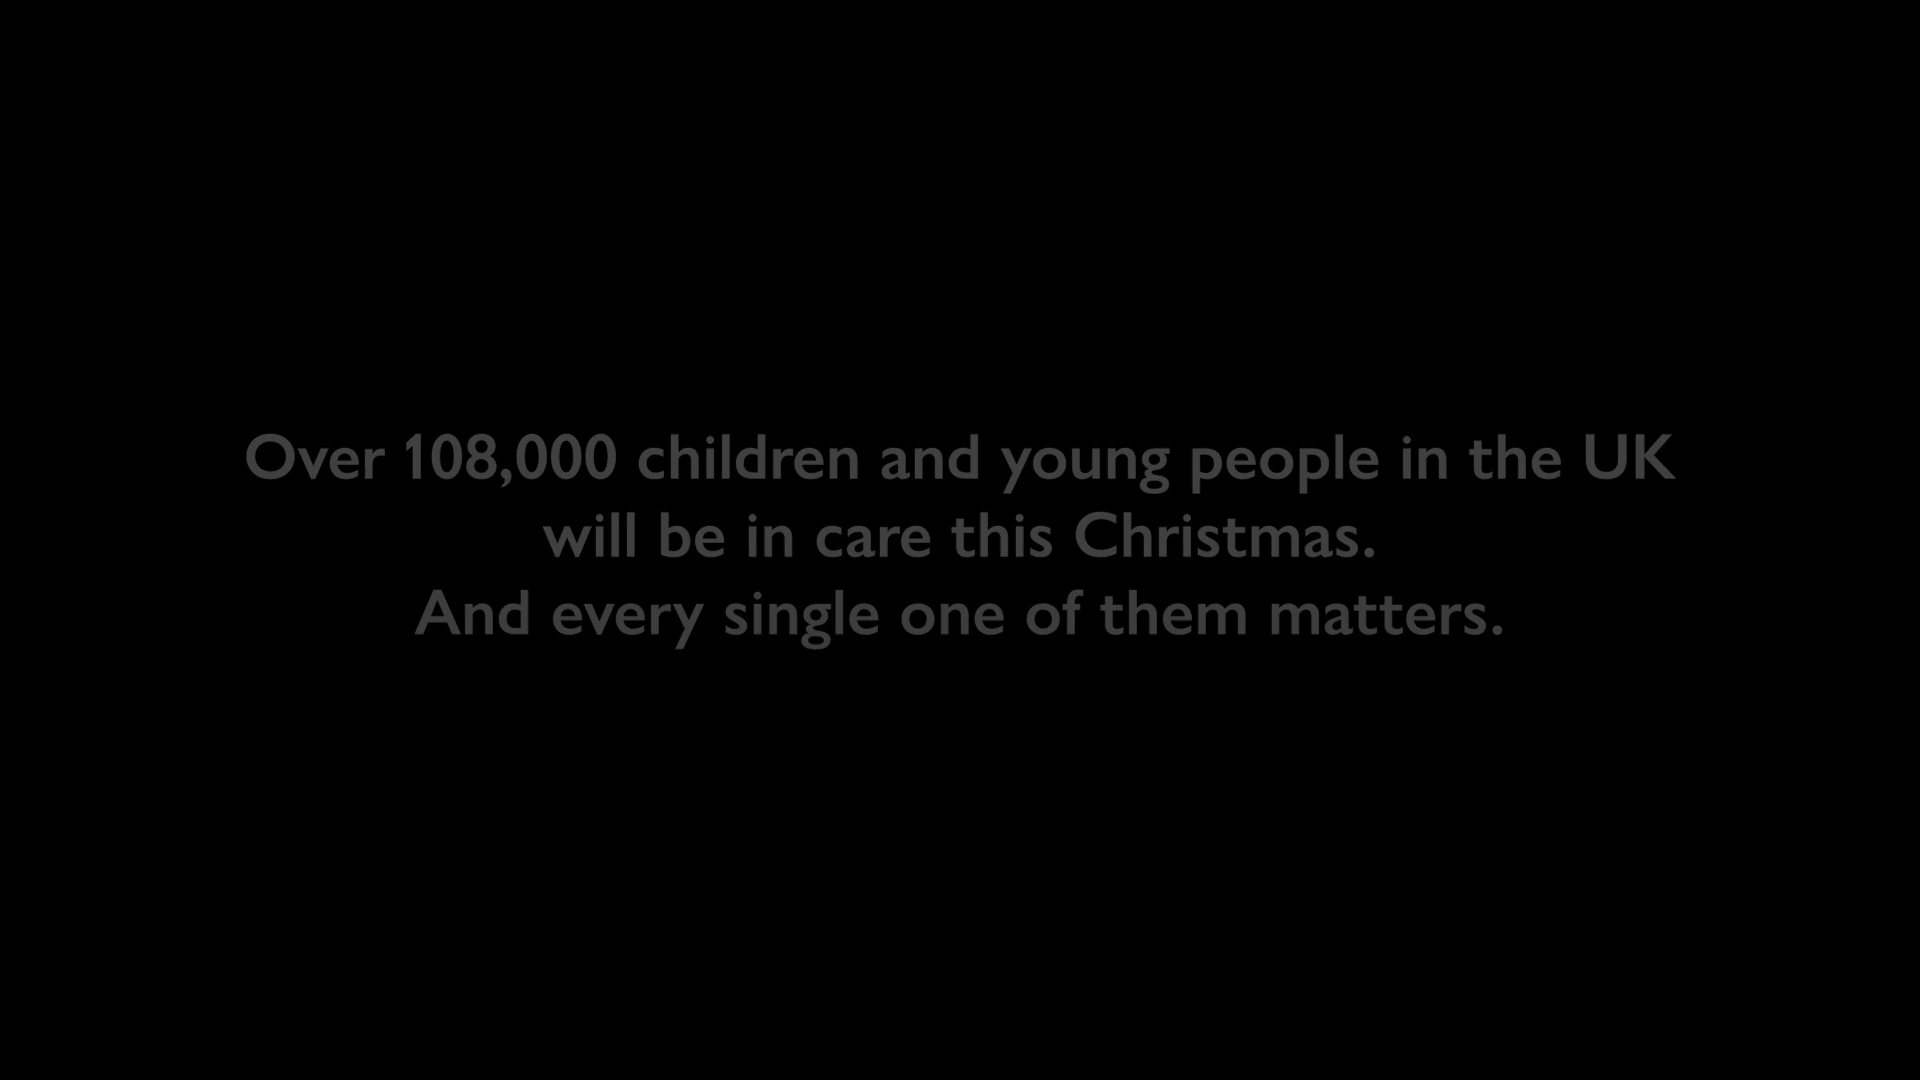 Over 108,000 children and young people in the UK
will be in care this Christmas.
And every single one of them matters.